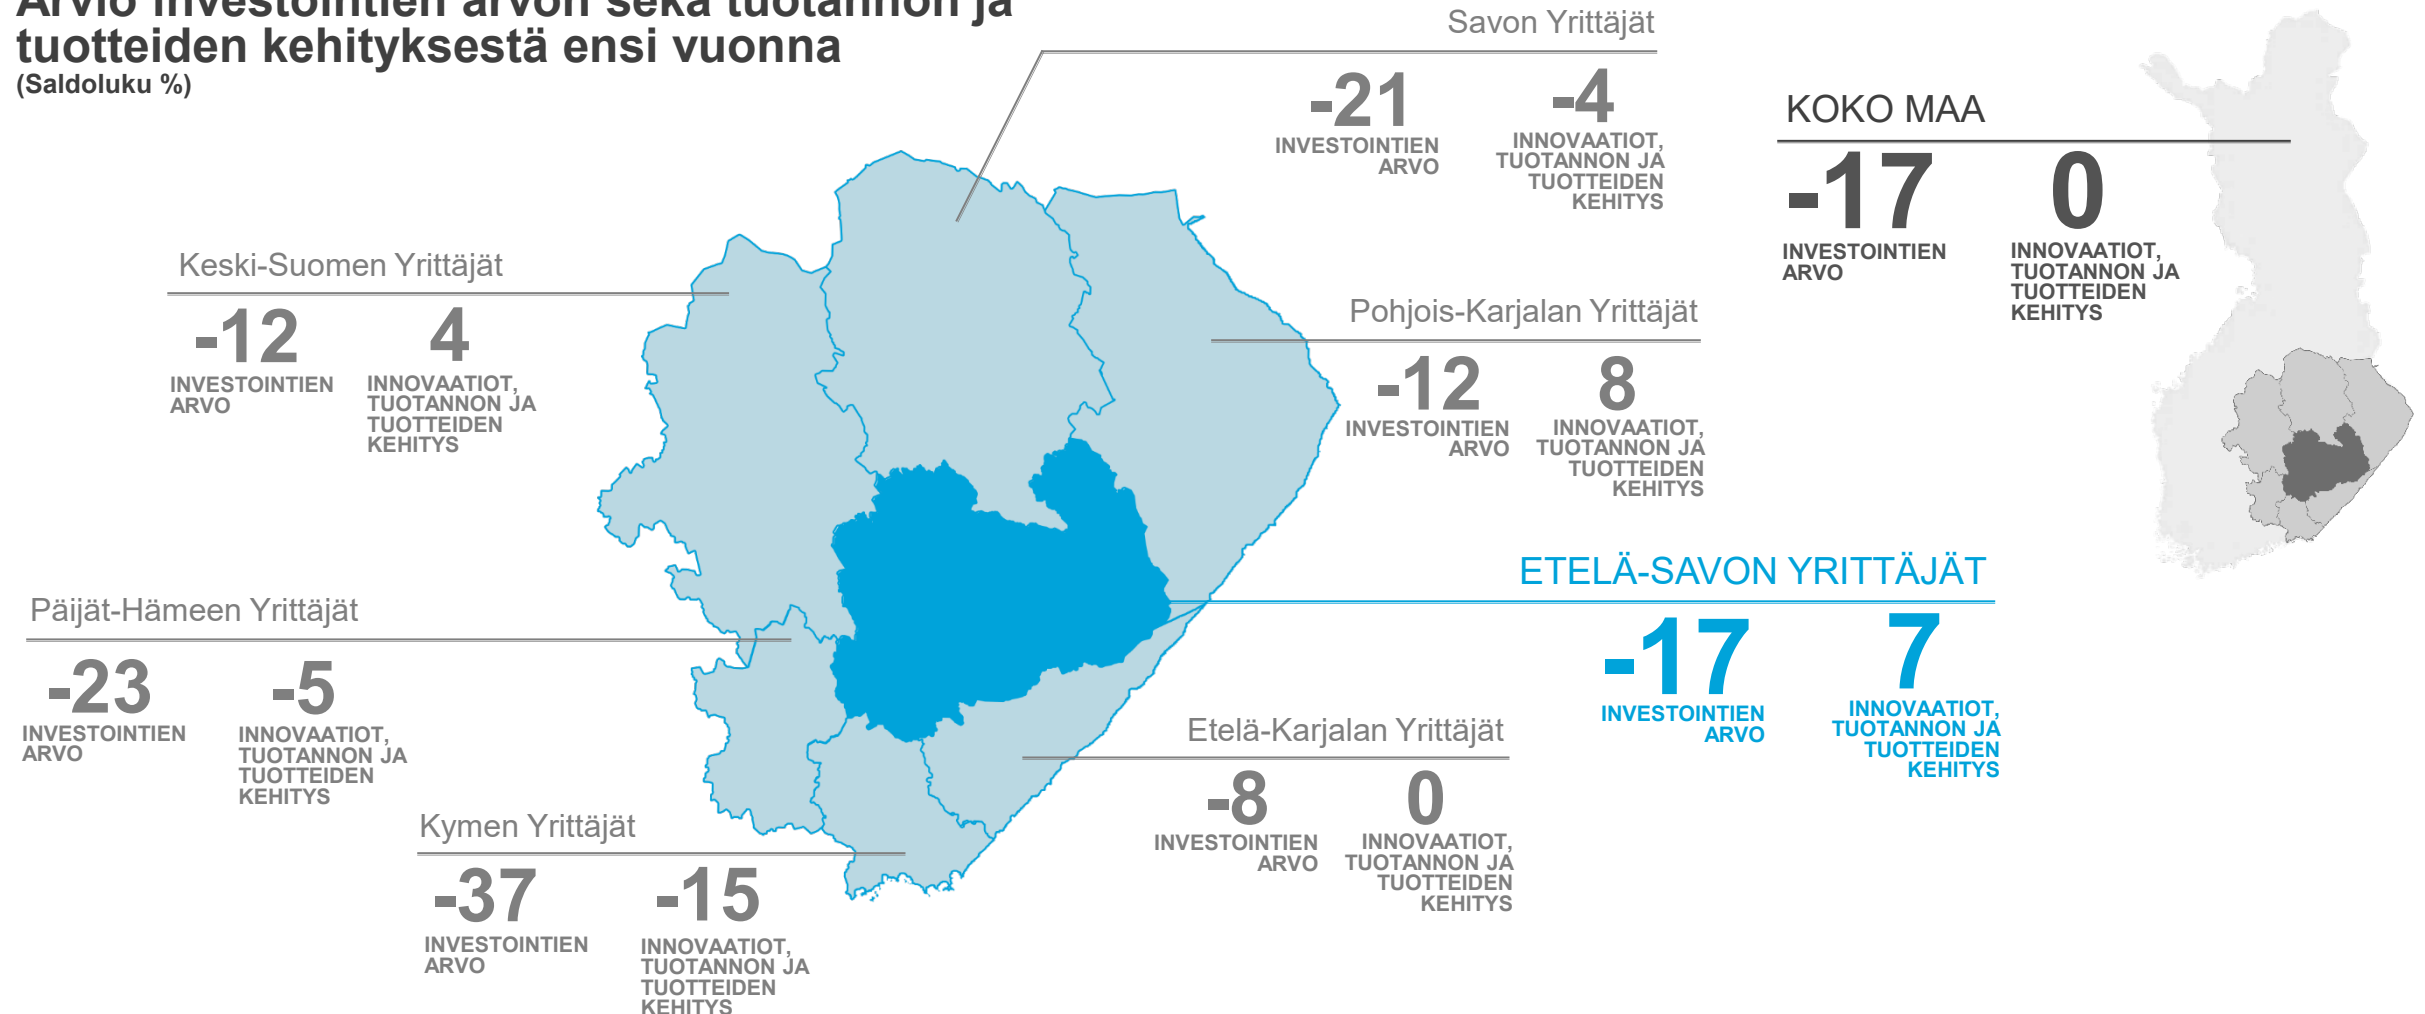 Arvio investointien arvon sekä tuotannon ja
tuotteiden kehityksestä ensi vuonna
(Saldoluku %)
Savon Yrittäjät
-21
INVESTOINTIEN
ARVO
-4
INNOVAATIOT,
TUOTANNON JA
TUOTTEIDEN
KEHITYS
KOKO MAA
-17
INVESTOINTIEN
ARVO
0
INNOVAATIOT,
TUOTANNON JA
TUOTTEIDEN
KEHITYS
Keski-Suomen Yrittäjät
-12
INVESTOINTIEN
ARVO
4
INNOVAATIOT,
TUOTANNON JA
TUOTTEIDEN
KEHITYS
Pohjois-Karjalan Yrittäjät
-12
INVESTOINTIEN
ARVO
8
INNOVAATIOT,
TUOTANNON JA
TUOTTEIDEN
KEHITYS
ETELÄ-SAVON YRITTÄJÄT
-17
INVESTOINTIEN
ARVO
7
INNOVAATIOT,
TUOTANNON JA
TUOTTEIDEN
KEHITYS
Päijät-Hämeen Yrittäjät
-23
INVESTOINTIEN
ARVO
-5
INNOVAATIOT,
TUOTANNON JA
TUOTTEIDEN
KEHITYS
Etelä-Karjalan Yrittäjät
-8
INVESTOINTIEN
ARVO
0
INNOVAATIOT,
TUOTANNON JA
TUOTTEIDEN
KEHITYS
Kymen Yrittäjät
-37
INVESTOINTIEN
ARVO
-15
INNOVAATIOT,
TUOTANNON JA
TUOTTEIDEN
KEHITYS